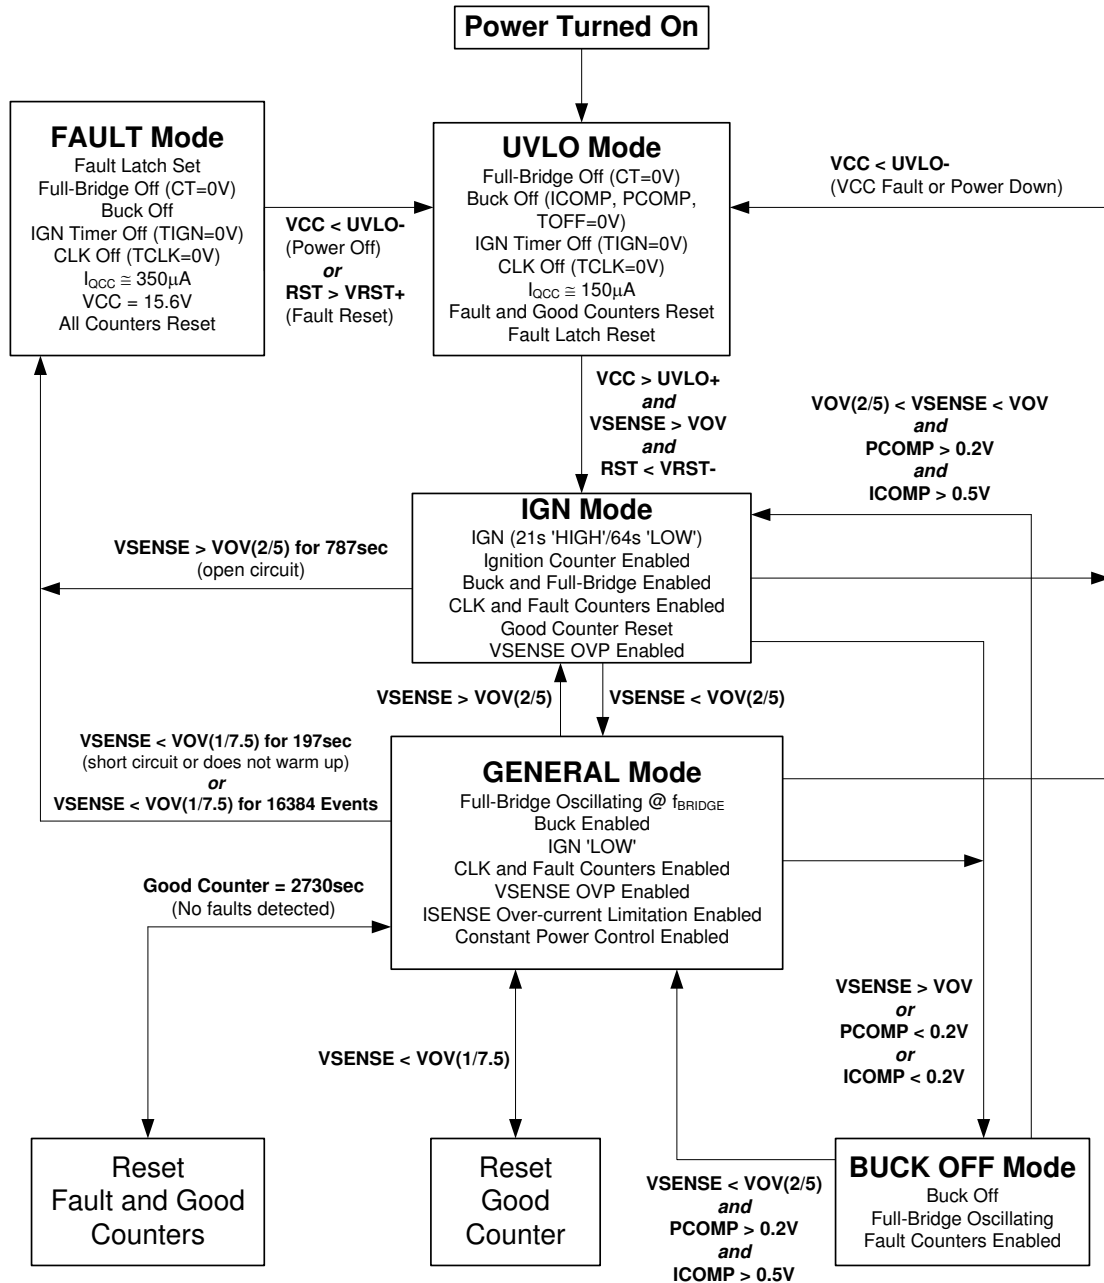 Power Turned On
FAULT Mode
Fault Latch Set
Full-Bridge Off (CT=0V)
Buck Off
IGN Timer Off (TIGN=0V)
CLK Off (TCLK=0V)
IQCC ≅ 350µA
VCC = 15.6V
All Counters Reset
VCC < UVLO-
(Power Off)
or
RST > VRST+
(Fault Reset)
UVLO Mode
Full-Bridge Off (CT=0V)
Buck Off (ICOMP, PCOMP,
TOFF=0V)
IGN Timer Off (TIGN=0V)
CLK Off (TCLK=0V)
IQCC ≅ 150µA
Fault and Good Counters Reset
Fault Latch Reset
VCC < UVLO-
(VCC Fault or Power Down)
VCC > UVLO+
and
VSENSE > VOV
and
RST < VRST-
VOV(2/5) < VSENSE < VOV
and
PCOMP > 0.2V
and
ICOMP > 0.5V
IGN Mode
IGN (21s 'HIGH'/64s 'LOW')
Ignition Counter Enabled
Buck and Full-Bridge Enabled
CLK and Fault Counters Enabled
Good Counter Reset
VSENSE OVP Enabled
VSENSE > VOV(2/5) for 787sec
(open circuit)
VSENSE > VOV(2/5)
VSENSE < VOV(2/5)
VSENSE < VOV(1/7.5) for 197sec
(short circuit or does not warm up)
or
VSENSE < VOV(1/7.5) for 16384 Events
GENERAL Mode
Full-Bridge Oscillating @ fBRIDGE
Buck Enabled
IGN 'LOW'
CLK and Fault Counters Enabled
VSENSE OVP Enabled
ISENSE Over-current Limitation Enabled
Constant Power Control Enabled
Good Counter = 2730sec
(No faults detected)
VSENSE < VOV(1/7.5)
VSENSE > VOV
or
PCOMP < 0.2V
or
ICOMP < 0.2V
Reset
Fault and Good
Counters
Reset
Good
Counter
VSENSE < VOV(2/5)
and
PCOMP > 0.2V
and
ICOMP > 0.5V
BUCK OFF Mode
Buck Off
Full-Bridge Oscillating
Fault Counters Enabled